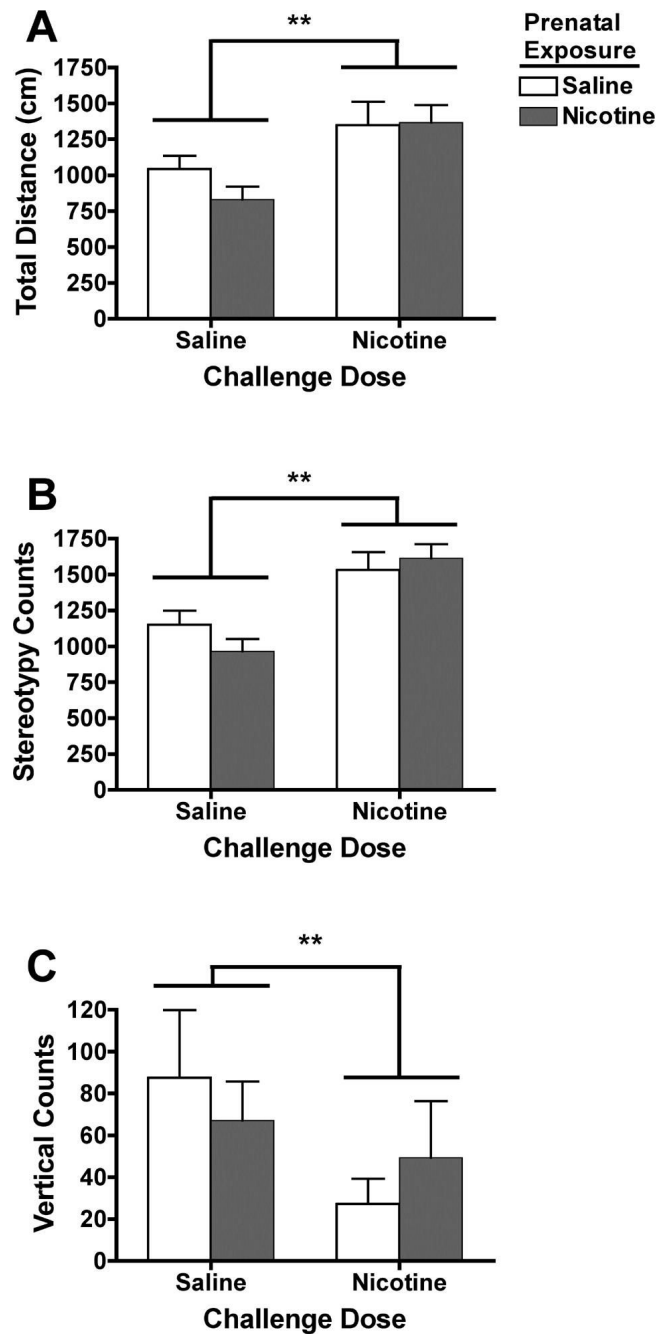 A
**
Prenatal
Exposure
Saline
Nicotine
Total Distance (cm)
1750
1500
1250
1000
750
500
250
0
Saline
Nicotine
Challenge Dose
B
**
Stereotypy Counts
1750
1500
1250
1000
750
500
250
0
Saline
Nicotine
Challenge Dose
C
**
Vertical Counts
120
100
80
60
40
20
0
Saline
Nicotine
Challenge Dose